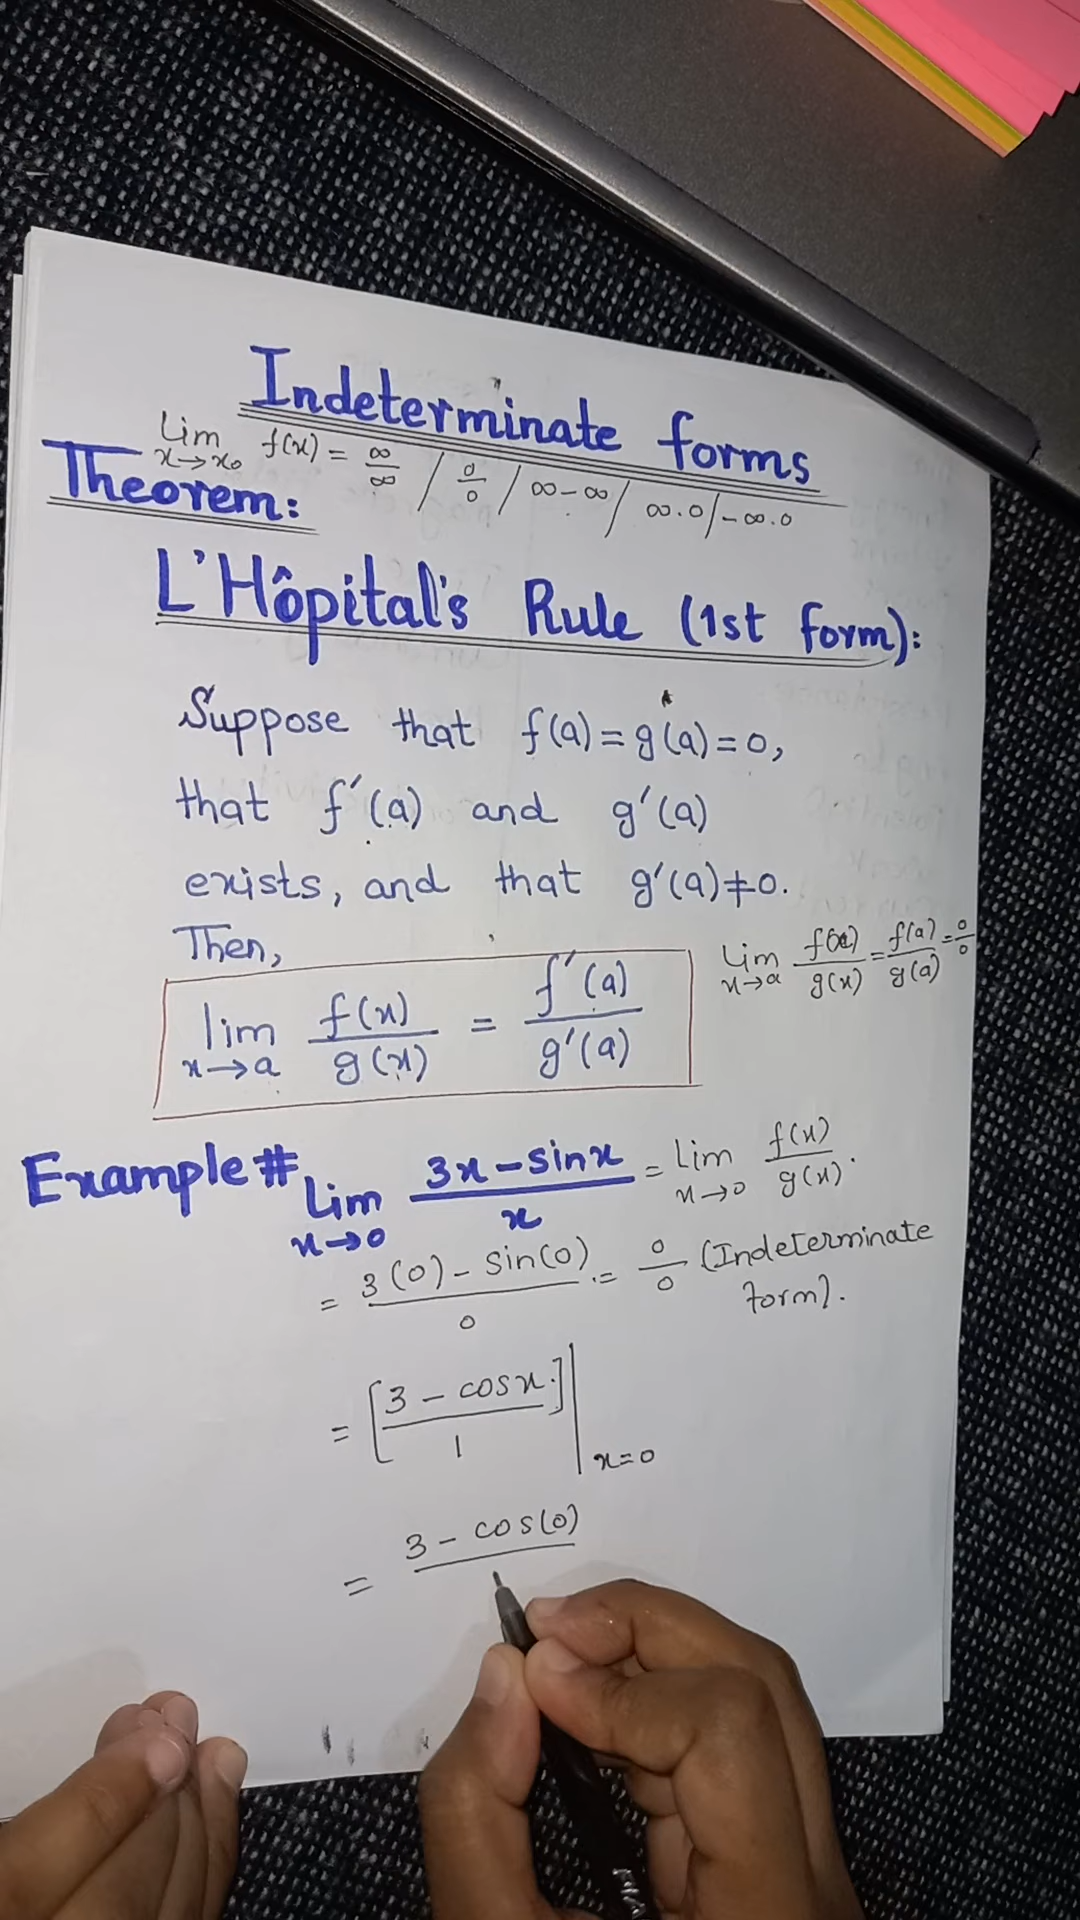 Indeterminate forms
Lim x→x₀ f(x) = ∞/∞ / 0/0 / ∞-∞ / ∞.0 / -∞.0
Theorem:
L'Hôpital's Rule (1st form):
Suppose that f(a)=g(a)=0,
that f'(a) and g'(a)
exists, and that g'(a)≠0.
Then,
lim x→a f(x)/g(x) = f'(a)/g'(a)
Lim x→a f(x)/g(x) = f(a)/g(a) = 0/0
Example# Lim x→0 3x-sinx/x = Lim x→0 f(x)/g(x).
= 3(0)-sin(0)/0 = 0/0 (Indeterminate
form).
= [3-cosx/1]|x=0
= 3-cos(0)